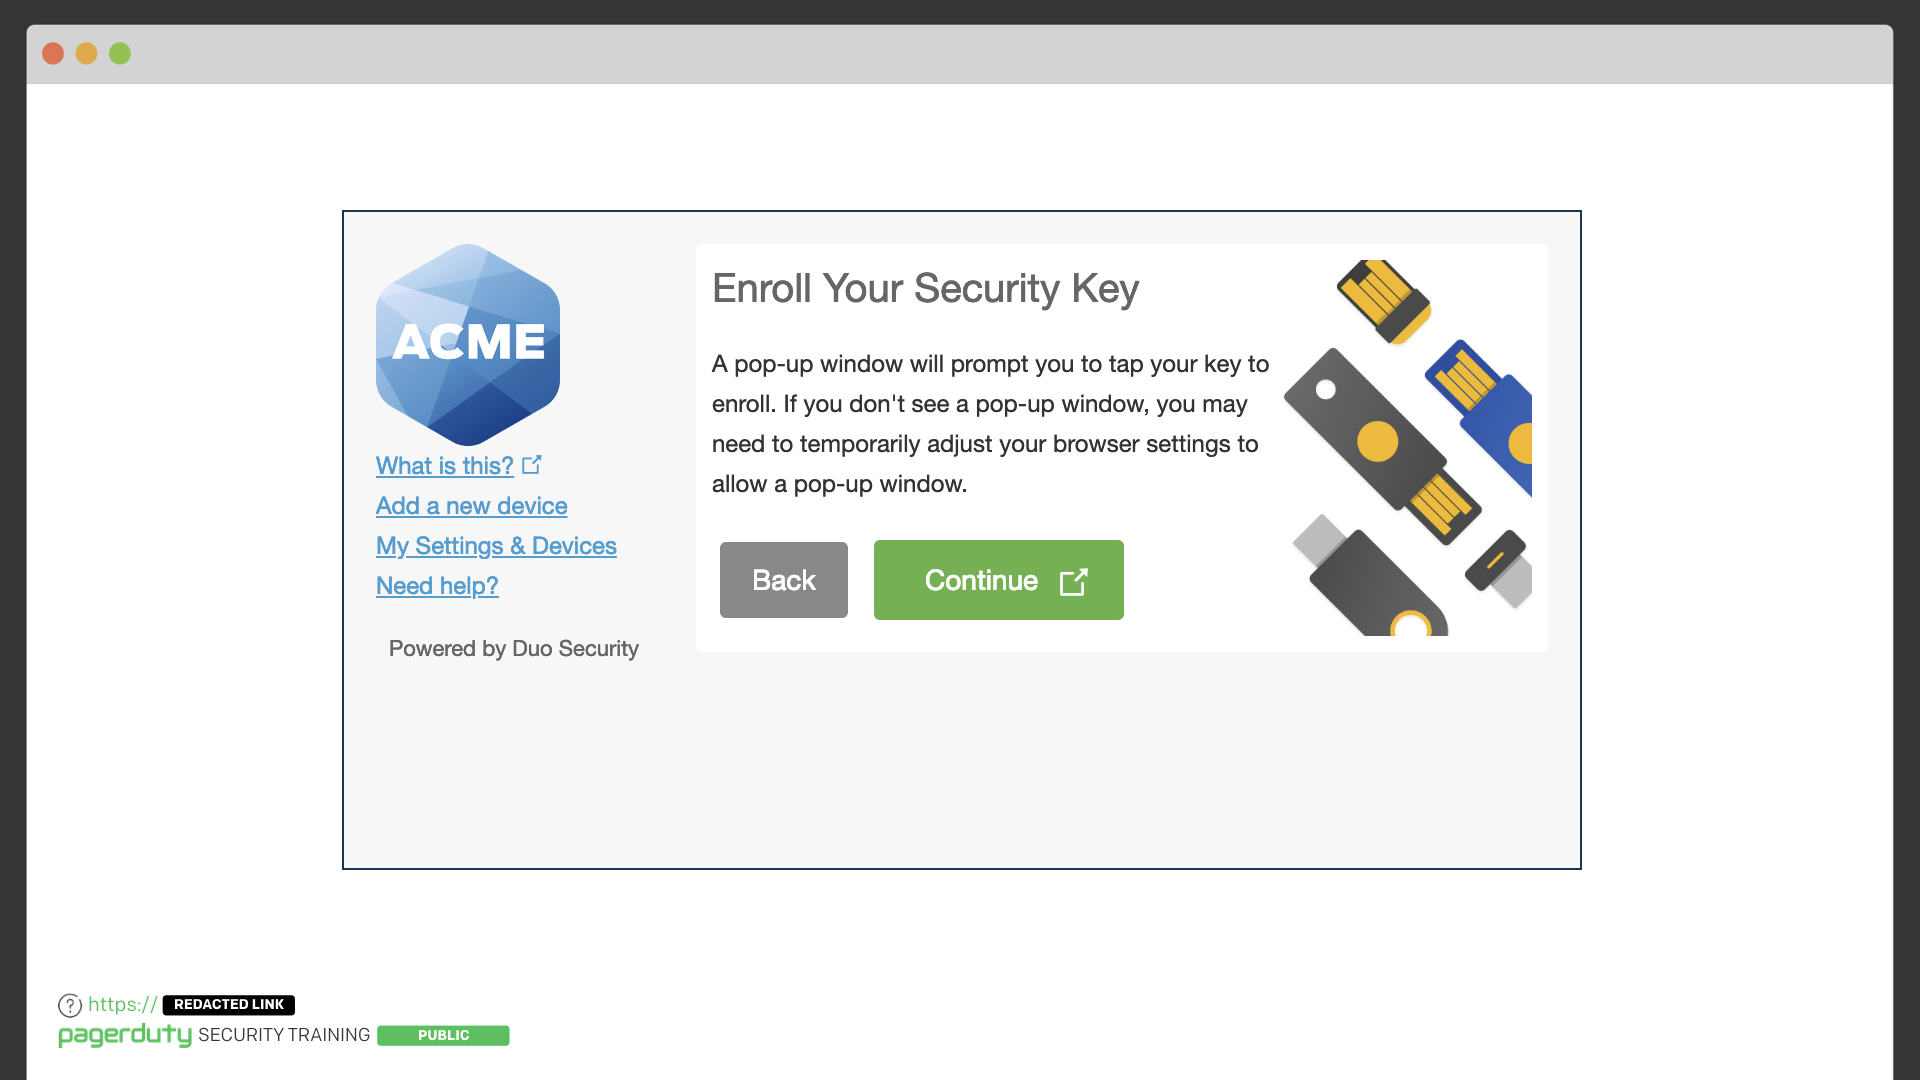 ACME
What is this?
Add a new device
My Settings & Devices
Need help?
Powered by Duo Security
Enroll Your Security Key
A pop-up window will prompt you to tap your key to
enroll. If you don't see a pop-up window, you may
need to temporarily adjust your browser settings to
allow a pop-up window.
Back
Continue
? https:// REDACTED LINK
pagerduty SECURITY TRAINING PUBLIC